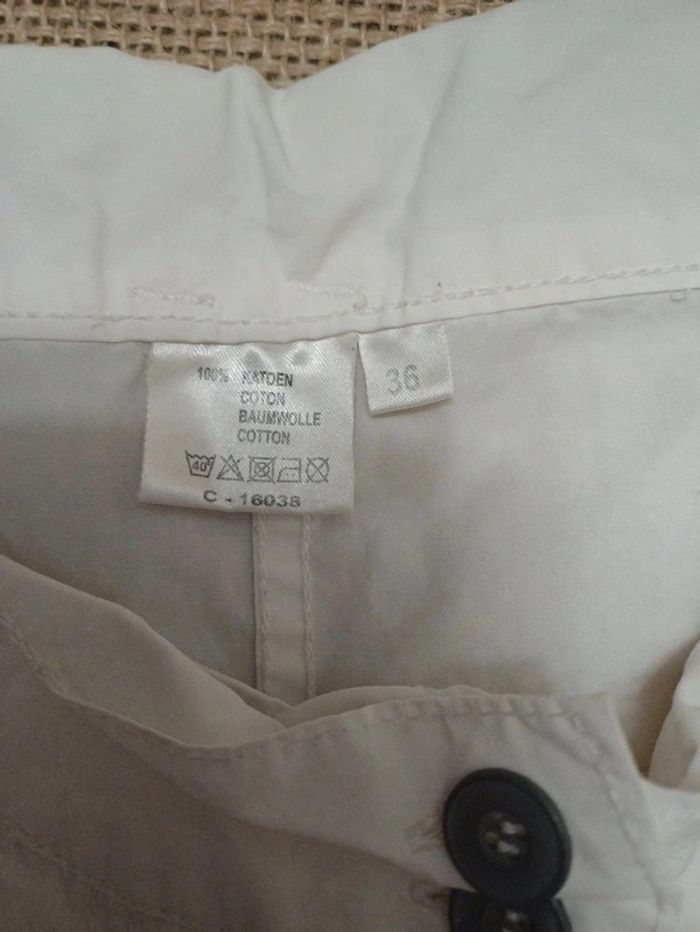 100% KATOEN
COTON
BAUMWOLLE
COTTON
40°
C - 16038
36